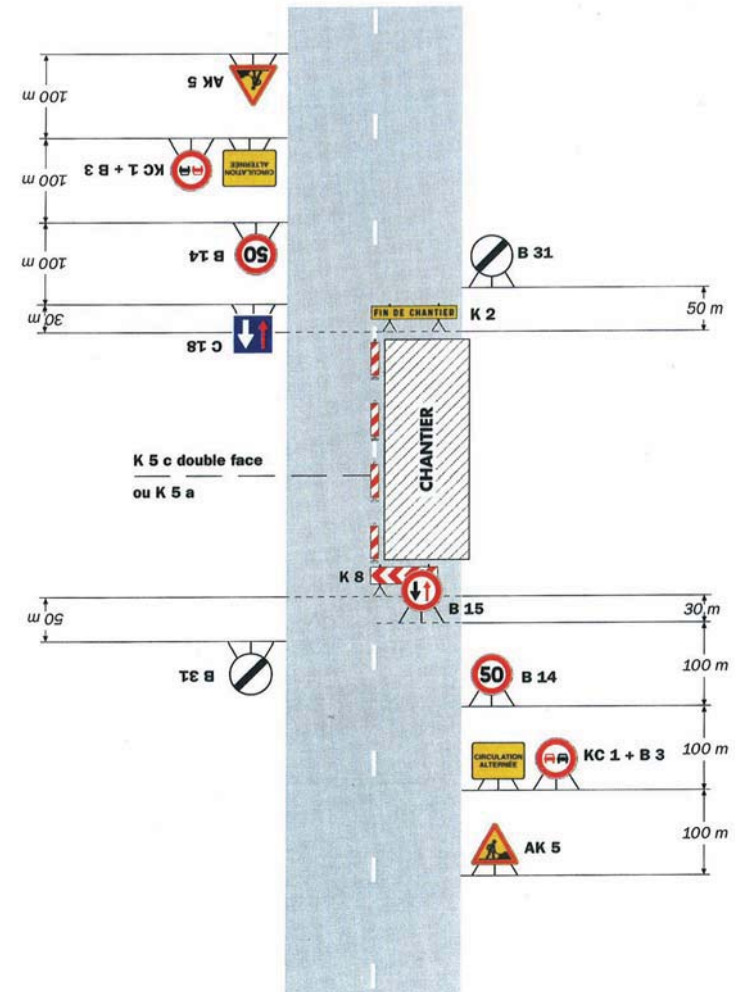 AK 5
100 m
KC 1 + B 3
CIRCULATION
ALTERNÉE
100 m
B 14
50
100 m
B 31
30 m
C 18
FIN DE CHANTIER
K 2
50 m
CHANTIER
K 5 c double face
ou K 5 a
K 8
B 15
30 m
50 m
B 31
100 m
50
B 14
100 m
CIRCULATION
ALTERNÉE
KC 1 + B 3
100 m
AK 5